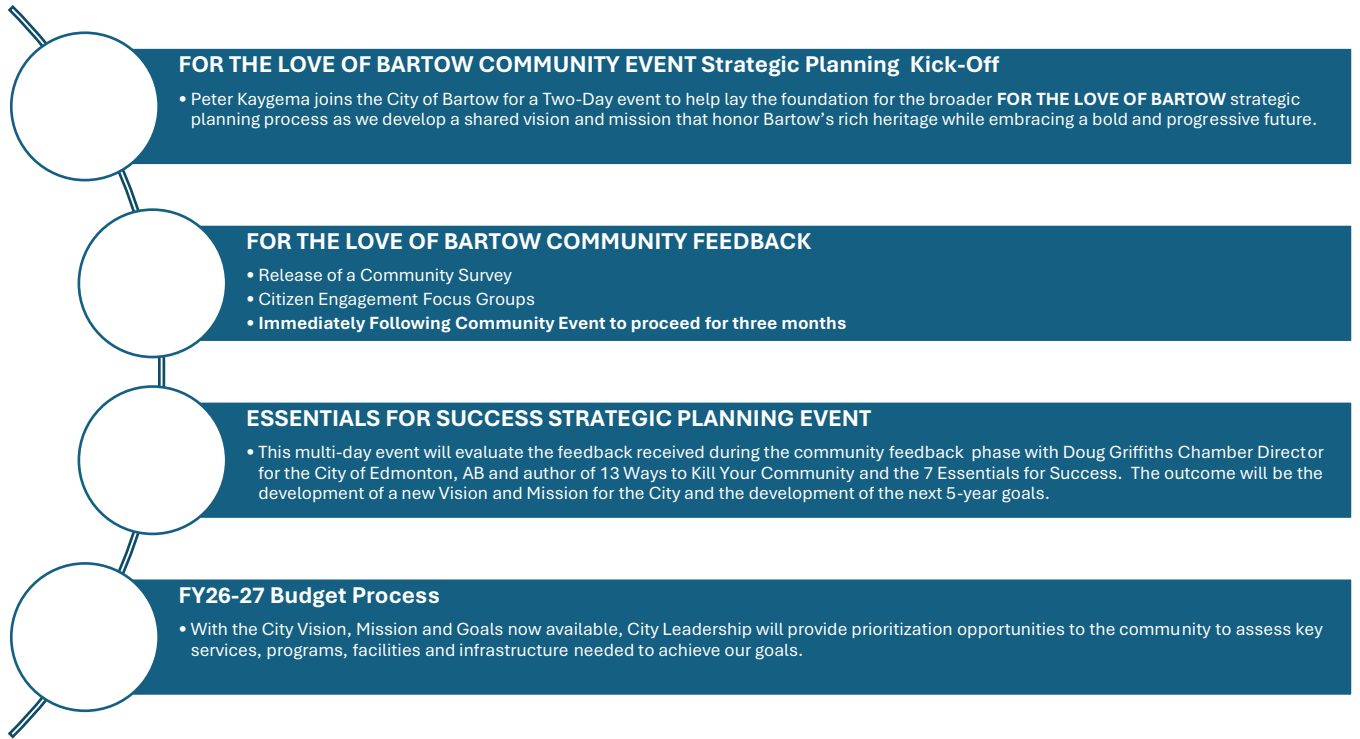 FOR THE LOVE OF BARTOW COMMUNITY EVENT Strategic Planning Kick-Off
• Peter Kaygema joins the City of Bartow for a Two-Day event to help lay the foundation for the broader FOR THE LOVE OF BARTOW strategic
planning process as we develop a shared vision and mission that honor Bartow’s rich heritage while embracing a bold and progressive future.
FOR THE LOVE OF BARTOW COMMUNITY FEEDBACK
• Release of a Community Survey
• Citizen Engagement Focus Groups
• Immediately Following Community Event to proceed for three months
ESSENTIALS FOR SUCCESS STRATEGIC PLANNING EVENT
• This multi-day event will evaluate the feedback received during the community feedback phase with Doug Griffiths Chamber Director
for the City of Edmonton, AB and author of 13 Ways to Kill Your Community and the 7 Essentials for Success. The outcome will be the
development of a new Vision and Mission for the City and the development of the next 5-year goals.
FY26-27 Budget Process
• With the City Vision, Mission and Goals now available, City Leadership will provide prioritization opportunities to the community to assess key
services, programs, facilities and infrastructure needed to achieve our goals.